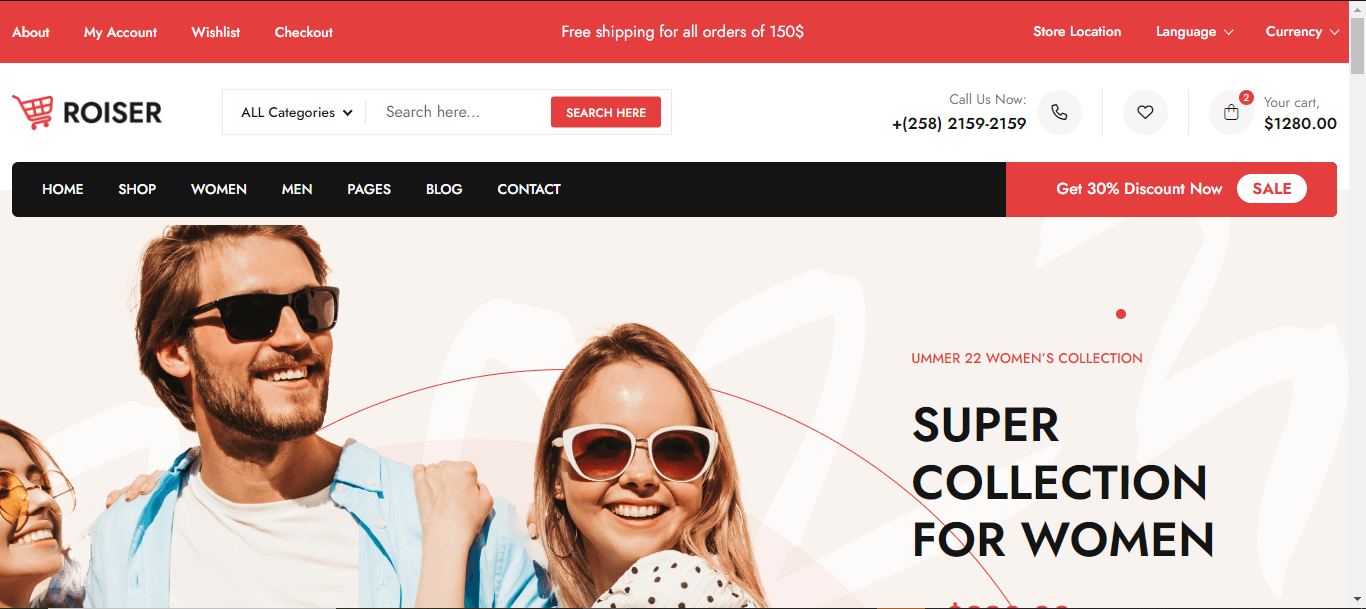 About My Account Wishlist Checkout Free shipping for all orders of 150$ Store Location Language Currency
ROISER ALL Categories Search here... SEARCH HERE
Call Us Now:
+(258) 2159-2159
2
Your cart,
$1280.00
HOME SHOP WOMEN MEN PAGES BLOG CONTACT Get 30% Discount Now SALE
UMMER 22 WOMEN'S COLLECTION
SUPER
COLLECTION
FOR WOMEN